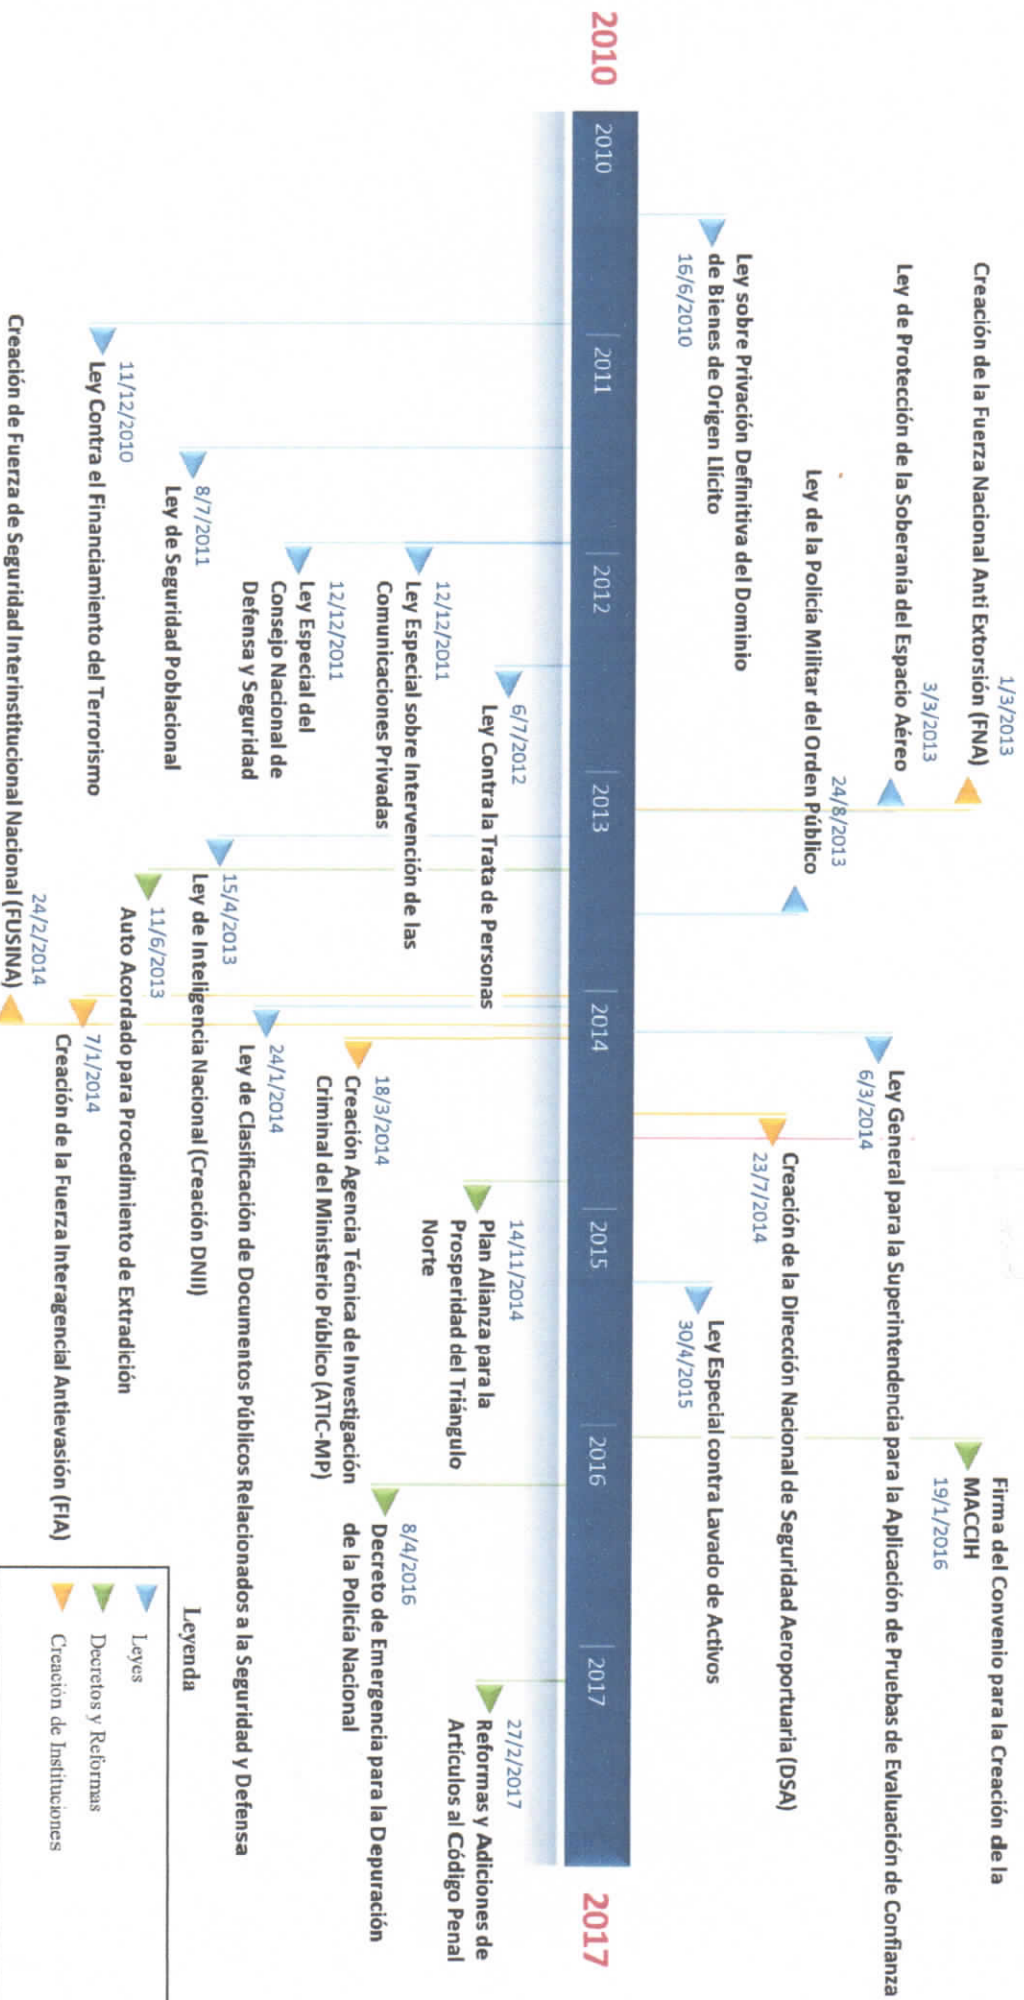 1/3/2013
Creación de la Fuerza Nacional Anti Extorsión (FNA)
3/3/2013
Ley de Protección de la Soberanía del Espacio Aéreo
24/8/2013
Ley de la Policía Militar del Orden Público
Ley sobre Privación Definitiva del Dominio
de Bienes de Origen Llícito
16/6/2010
Firma del Convenio para la Creación de la
MACCIH
19/1/2016
Ley General para la Superintendencia para la Aplicación de Pruebas de Evaluación de Confianza
6/3/2014
Creación de la Dirección Nacional de Seguridad Aeroportuaria (DSA)
23/7/2014
Ley Especial contra Lavado de Activos
30/4/2015
2010
2010
2011
2012
2013
2014
2015
2016
2017
2017
6/7/2012
Ley Contra la Trata de Personas
12/12/2011
Ley Especial sobre Intervención de las
Comunicaciones Privadas
12/12/2011
Ley Especial del
Consejo Nacional de
Defensa y Seguridad
8/7/2011
Ley de Seguridad Poblacional
11/12/2010
Ley Contra el Financiamiento del Terrorismo
14/11/2014
Plan Alianza para la
Prosperidad del Triángulo
Norte
27/2/2017
Reformas y Adiciones de
Artículos al Código Penal
8/4/2016
Decreto de Emergencia para la Depuración
de la Policía Nacional
18/3/2014
Creación Agencia Técnica de Investigación
Criminal del Ministerio Público (ATIC-MP)
24/1/2014
Ley de Clasificación de Documentos Públicos Relacionados a la Seguridad y Defensa
15/4/2013
Ley de Inteligencia Nacional (Creación DNII)
11/6/2013
Auto Acordado para Procedimiento de Extradición
7/1/2014
Creación de la Fuerza Interagencial Antievasión (FIA)
24/2/2014
Creación de Fuerza de Seguridad Interinstitucional Nacional (FUSINA)
Leyenda
Leyes
Decretos y Reformas
Creación de Instituciones